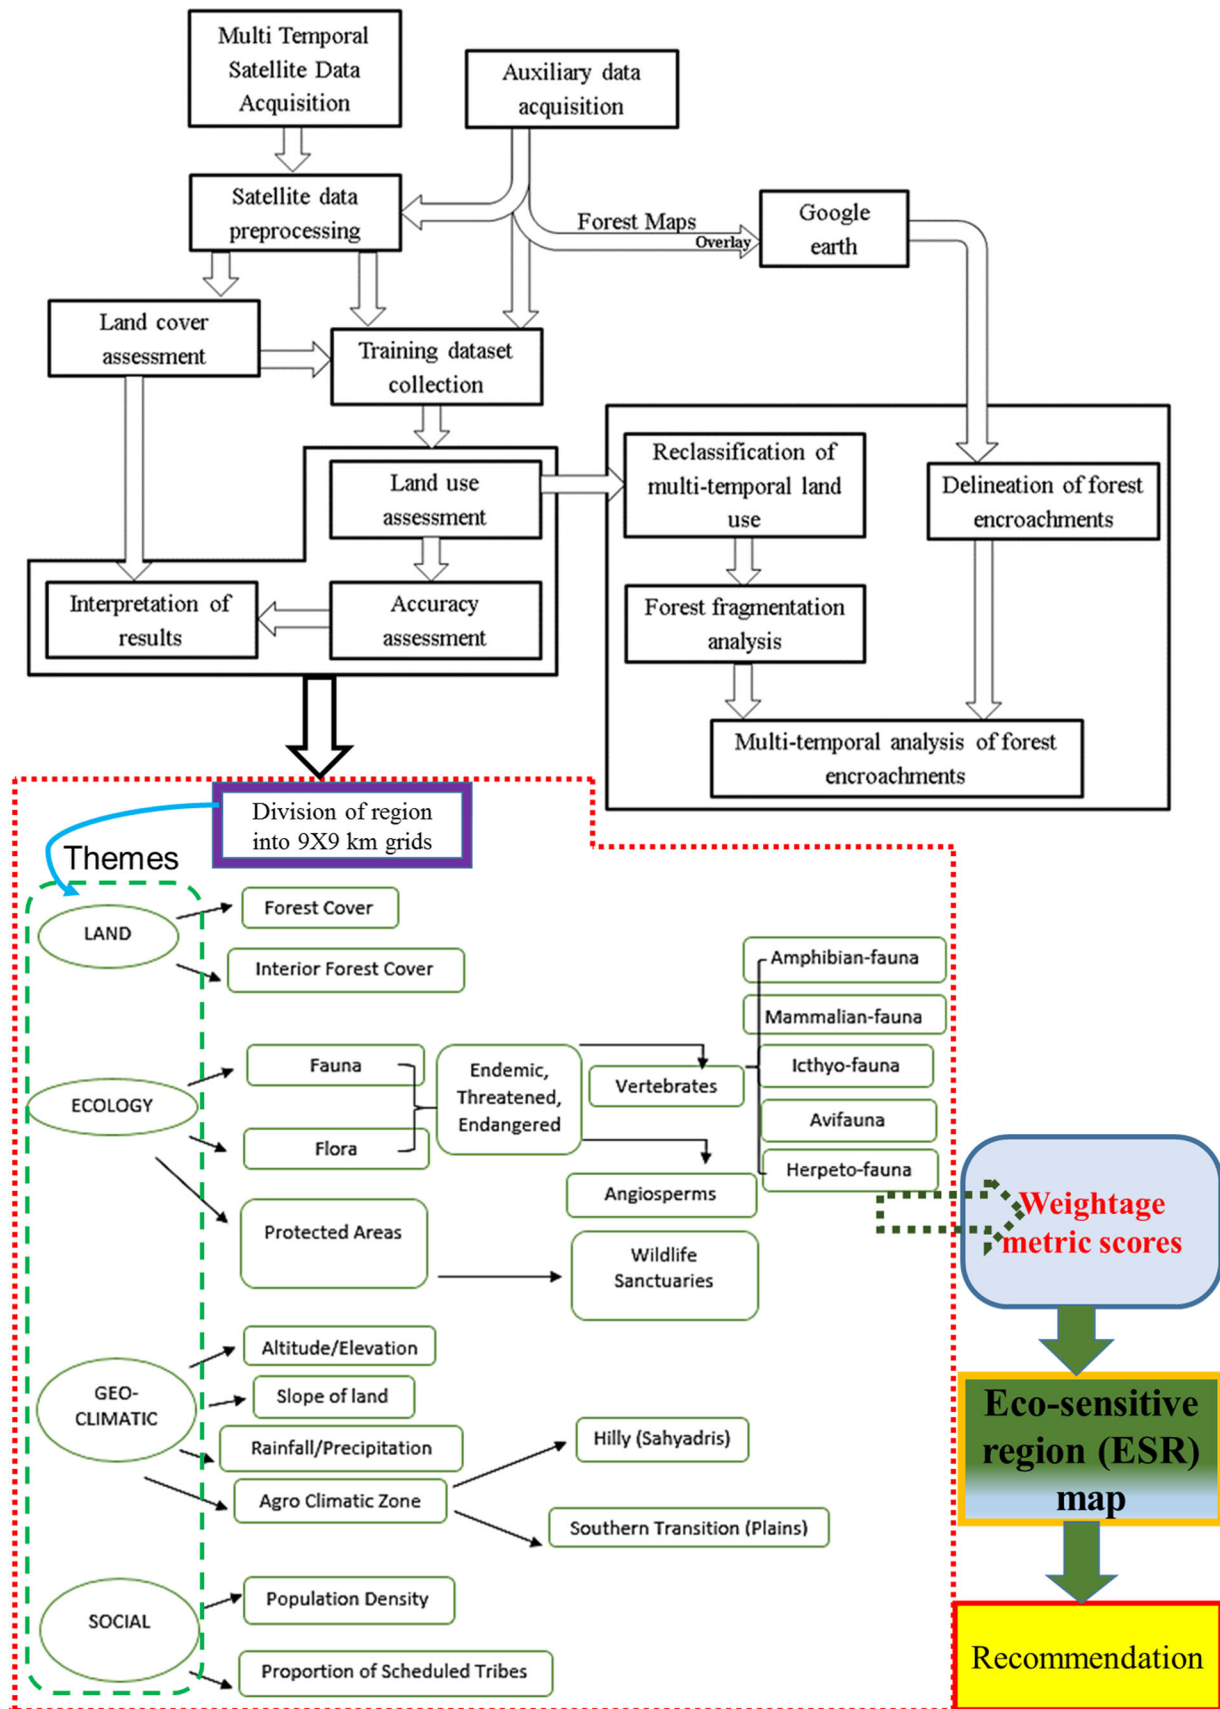 Multi Temporal
Satellite Data
Acquisition
Auxiliary data
acquisition
Satellite data
preprocessing
Forest Maps
Overlay
Google
earth
Land cover
assessment
Training dataset
collection
Land use
assessment
Reclassification of
multi-temporal land
use
Delineation of forest
encroachments
Interpretation of
results
Accuracy
assessment
Forest fragmentation
analysis
Multi-temporal analysis of forest
encroachments
Division of region
into 9X9 km grids
Themes
LAND
Forest Cover
Interior Forest Cover
ECOLOGY
Fauna
Flora
Endemic,
Threatened,
Endangered
Vertebrates
Amphibian-fauna
Mammalian-fauna
Icthyo-fauna
Avifauna
Herpeto-fauna
Angiosperms
Protected Areas
Wildlife
Sanctuaries
Weightage
metric scores
GEO-
CLIMATIC
Altitude/Elevation
Slope of land
Rainfall/Precipitation
Agro Climatic Zone
Hilly (Sahyadris)
Southern Transition (Plains)
Eco-sensitive
region (ESR)
map
SOCIAL
Population Density
Proportion of Scheduled Tribes
Recommendation